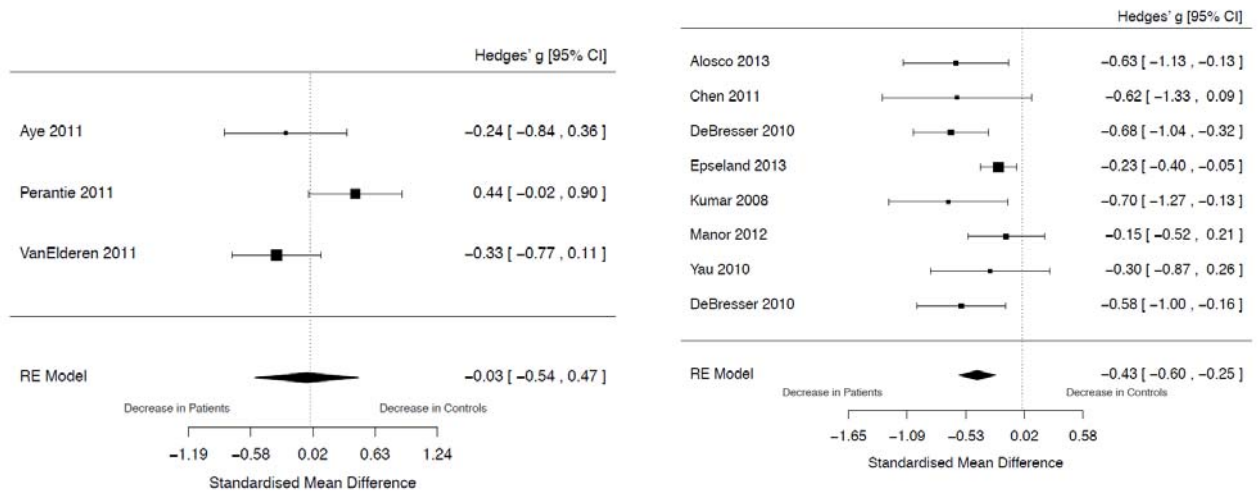 Hedges' g [95% CI]
Aye 2011 −0.24 [ −0.84 , 0.36 ]
Perantie 2011 0.44 [ −0.02 , 0.90 ]
VanElderen 2011 −0.33 [ −0.77 , 0.11 ]
RE Model −0.03 [ −0.54 , 0.47 ]
Decrease in Patients Decrease in Controls
−1.19 −0.58 0.02 0.63 1.24
Standardised Mean Difference
Hedges' g [95% CI]
Alosco 2013 −0.63 [ −1.13 , −0.13 ]
Chen 2011 −0.62 [ −1.33 , 0.09 ]
DeBresser 2010 −0.68 [ −1.04 , −0.32 ]
Epseland 2013 −0.23 [ −0.40 , −0.05 ]
Kumar 2008 −0.70 [ −1.27 , −0.13 ]
Manor 2012 −0.15 [ −0.52 , 0.21 ]
Yau 2010 −0.30 [ −0.87 , 0.26 ]
DeBresser 2010 −0.58 [ −1.00 , −0.16 ]
RE Model −0.43 [ −0.60 , −0.25 ]
Decrease in Patients Decrease in Controls
−1.65 −1.09 −0.53 0.02 0.58
Standardised Mean Difference